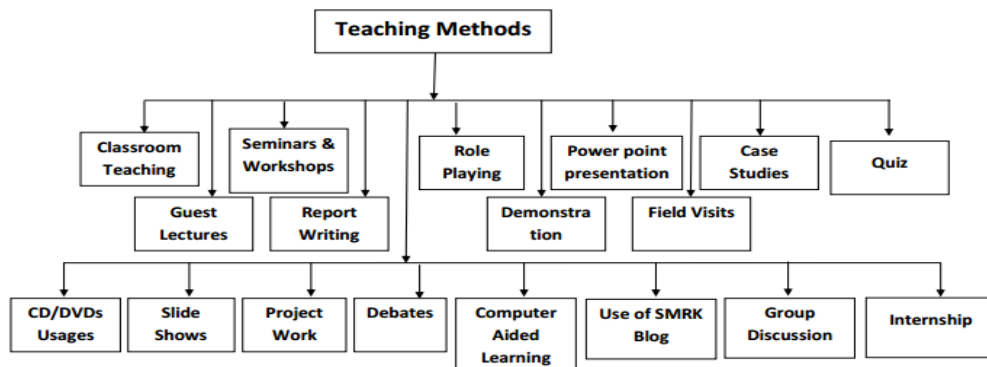 Teaching Methods
Classroom
Teaching
Seminars &
Workshops
Role
Playing
Power point
presentation
Case
Studies
Quiz
Guest
Lectures
Report
Writing
Demonstra
tion
Field Visits
CD/DVDs
Usages
Slide
Shows
Project
Work
Debates
Computer
Aided
Learning
Use of SMRK
Blog
Group
Discussion
Internship